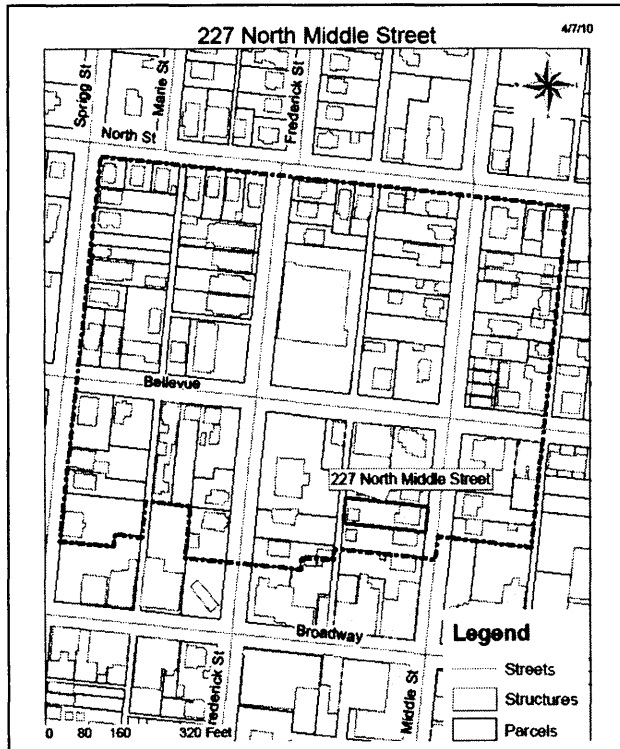 227 North Middle Street
4/7/10
Sprigg St
Marie St
Frederick St
North St
Bellevue
227 North Middle Street
Broadway
Frederick St
Middle St
Legend
Streets
Structures
Parcels
0 80 160 320 Feet